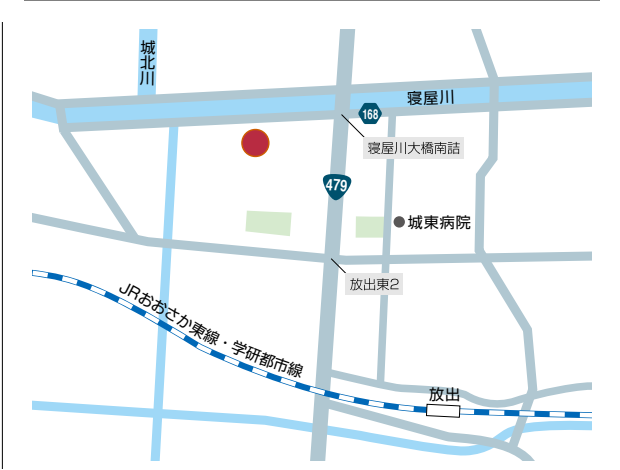 城北川
寝屋川
168
寝屋川大橋南詰
479
城東病院
放出東2
JRおおさか東線・学研都市線
放出